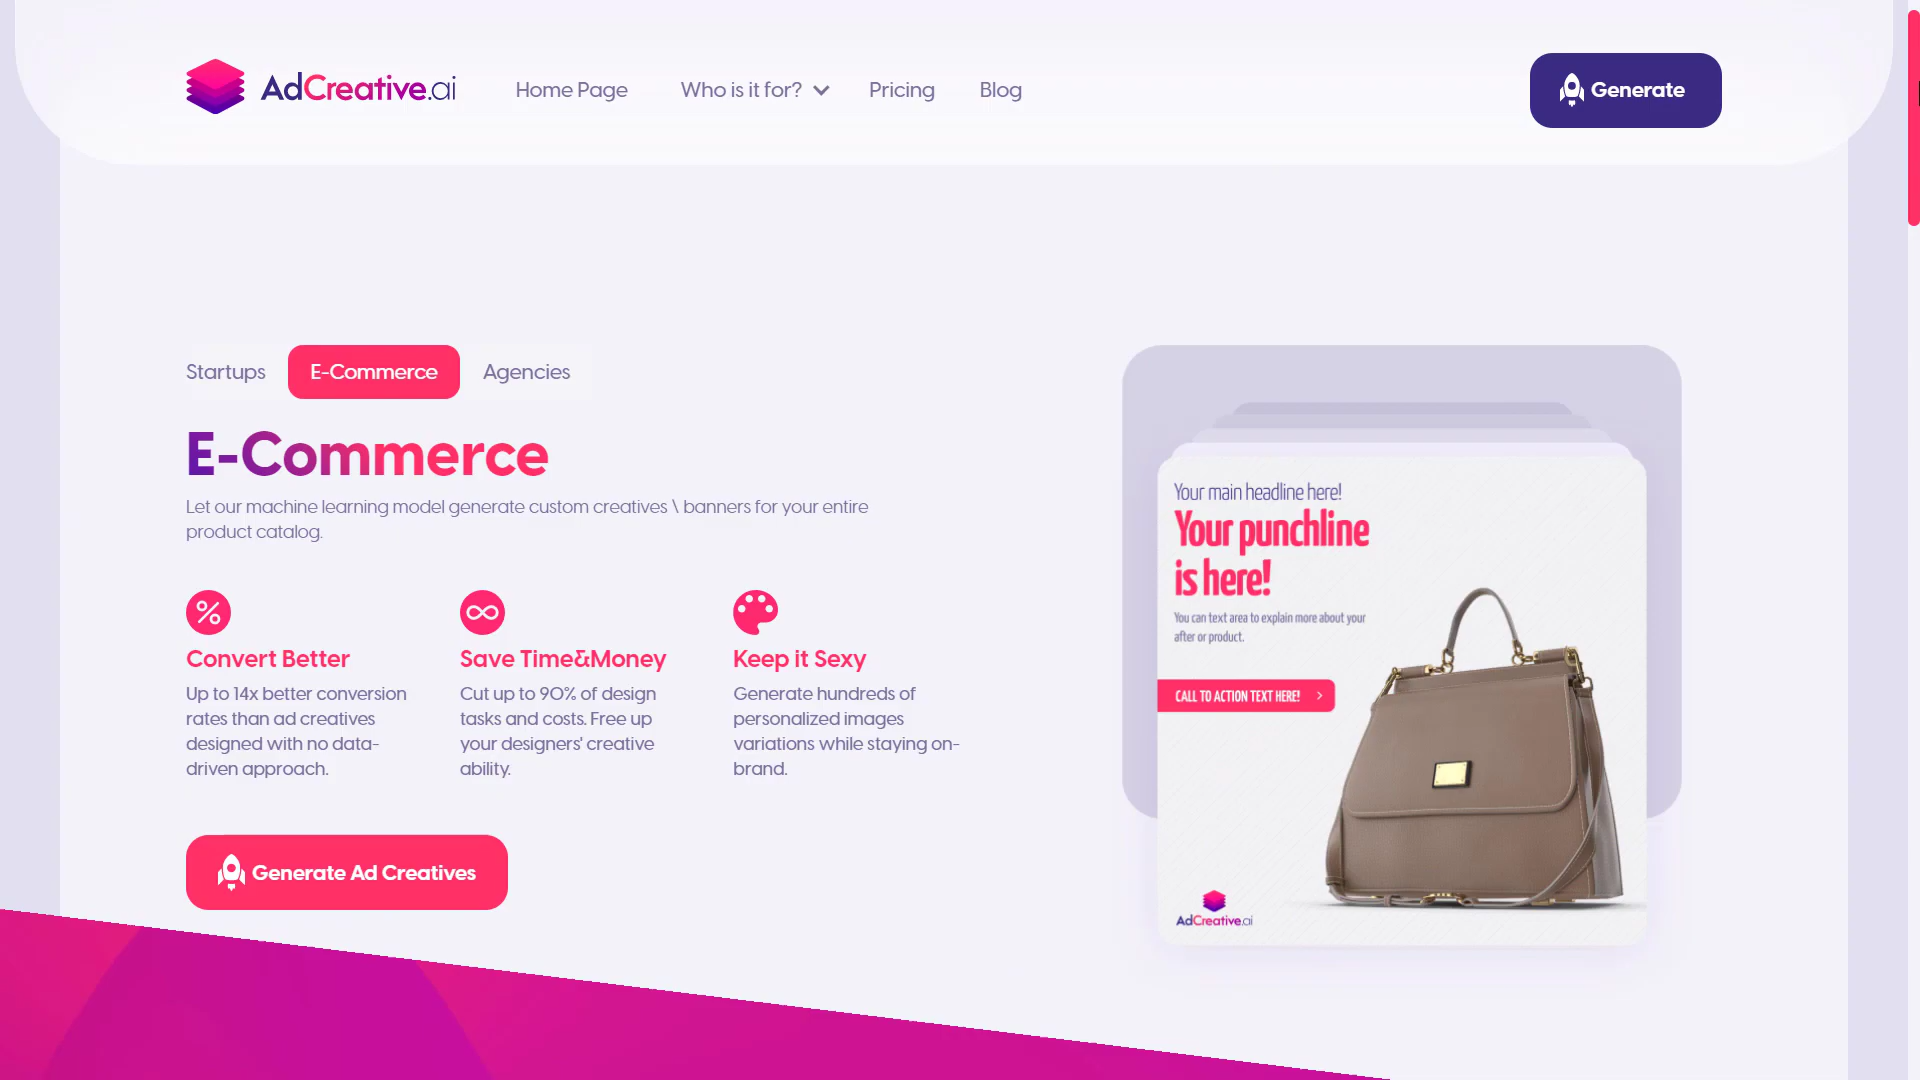 AdCreative.ai
Home Page
Who is it for?
Pricing
Blog
Generate
Startups
E-Commerce
Agencies
E-Commerce
Let our machine learning model generate custom creatives \ banners for your entire
product catalog.
Convert Better
Up to 14x better conversion
rates than ad creatives
designed with no data-
driven approach.
Save Time&Money
Cut up to 90% of design
tasks and costs. Free up
your designers' creative
ability.
Keep it Sexy
Generate hundreds of
personalized images
variations while staying on-
brand.
Generate Ad Creatives
Your main headline here!
Your punchline
is here!
You can text area to explain more about your
after or product.
CALL TO ACTION TEXT HERE!
AdCreative.ai